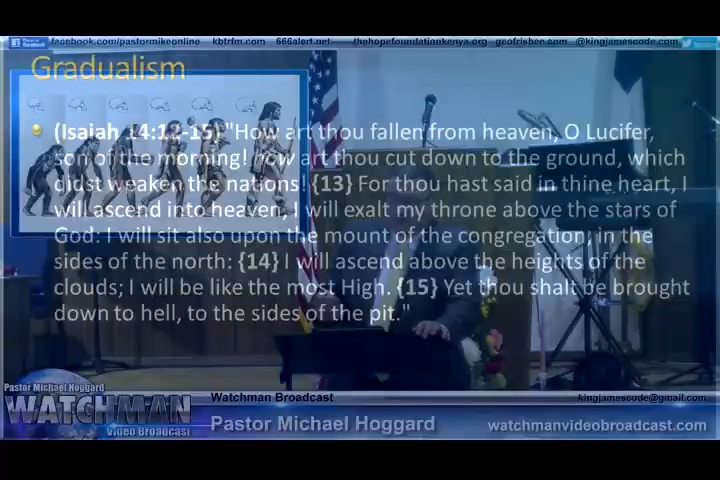 facebook.com/pastormikeonline kbtrfm.com 666alert.net thehopefoundationkenya.org geofrisbee.com @kingjamescode.com
Gradualism
(Isaiah 14:12-15) "How art thou fallen from heaven, O Lucifer,
son of the morning! how art thou cut down to the ground, which
didst weaken the nations! {13} For thou hast said in thine heart, I
will ascend into heaven, I will exalt my throne above the stars of
God: I will sit also upon the mount of the congregation, in the
sides of the north: {14} I will ascend above the heights of the
clouds; I will be like the most High. {15} Yet thou shalt be brought
down to hell, to the sides of the pit."
Pastor Michael Hoggard
WATCHMAN
Video Broadcast
Watchman Broadcast
kingjamescode@gmail.com
Pastor Michael Hoggard
watchmanvideobroadcast.com